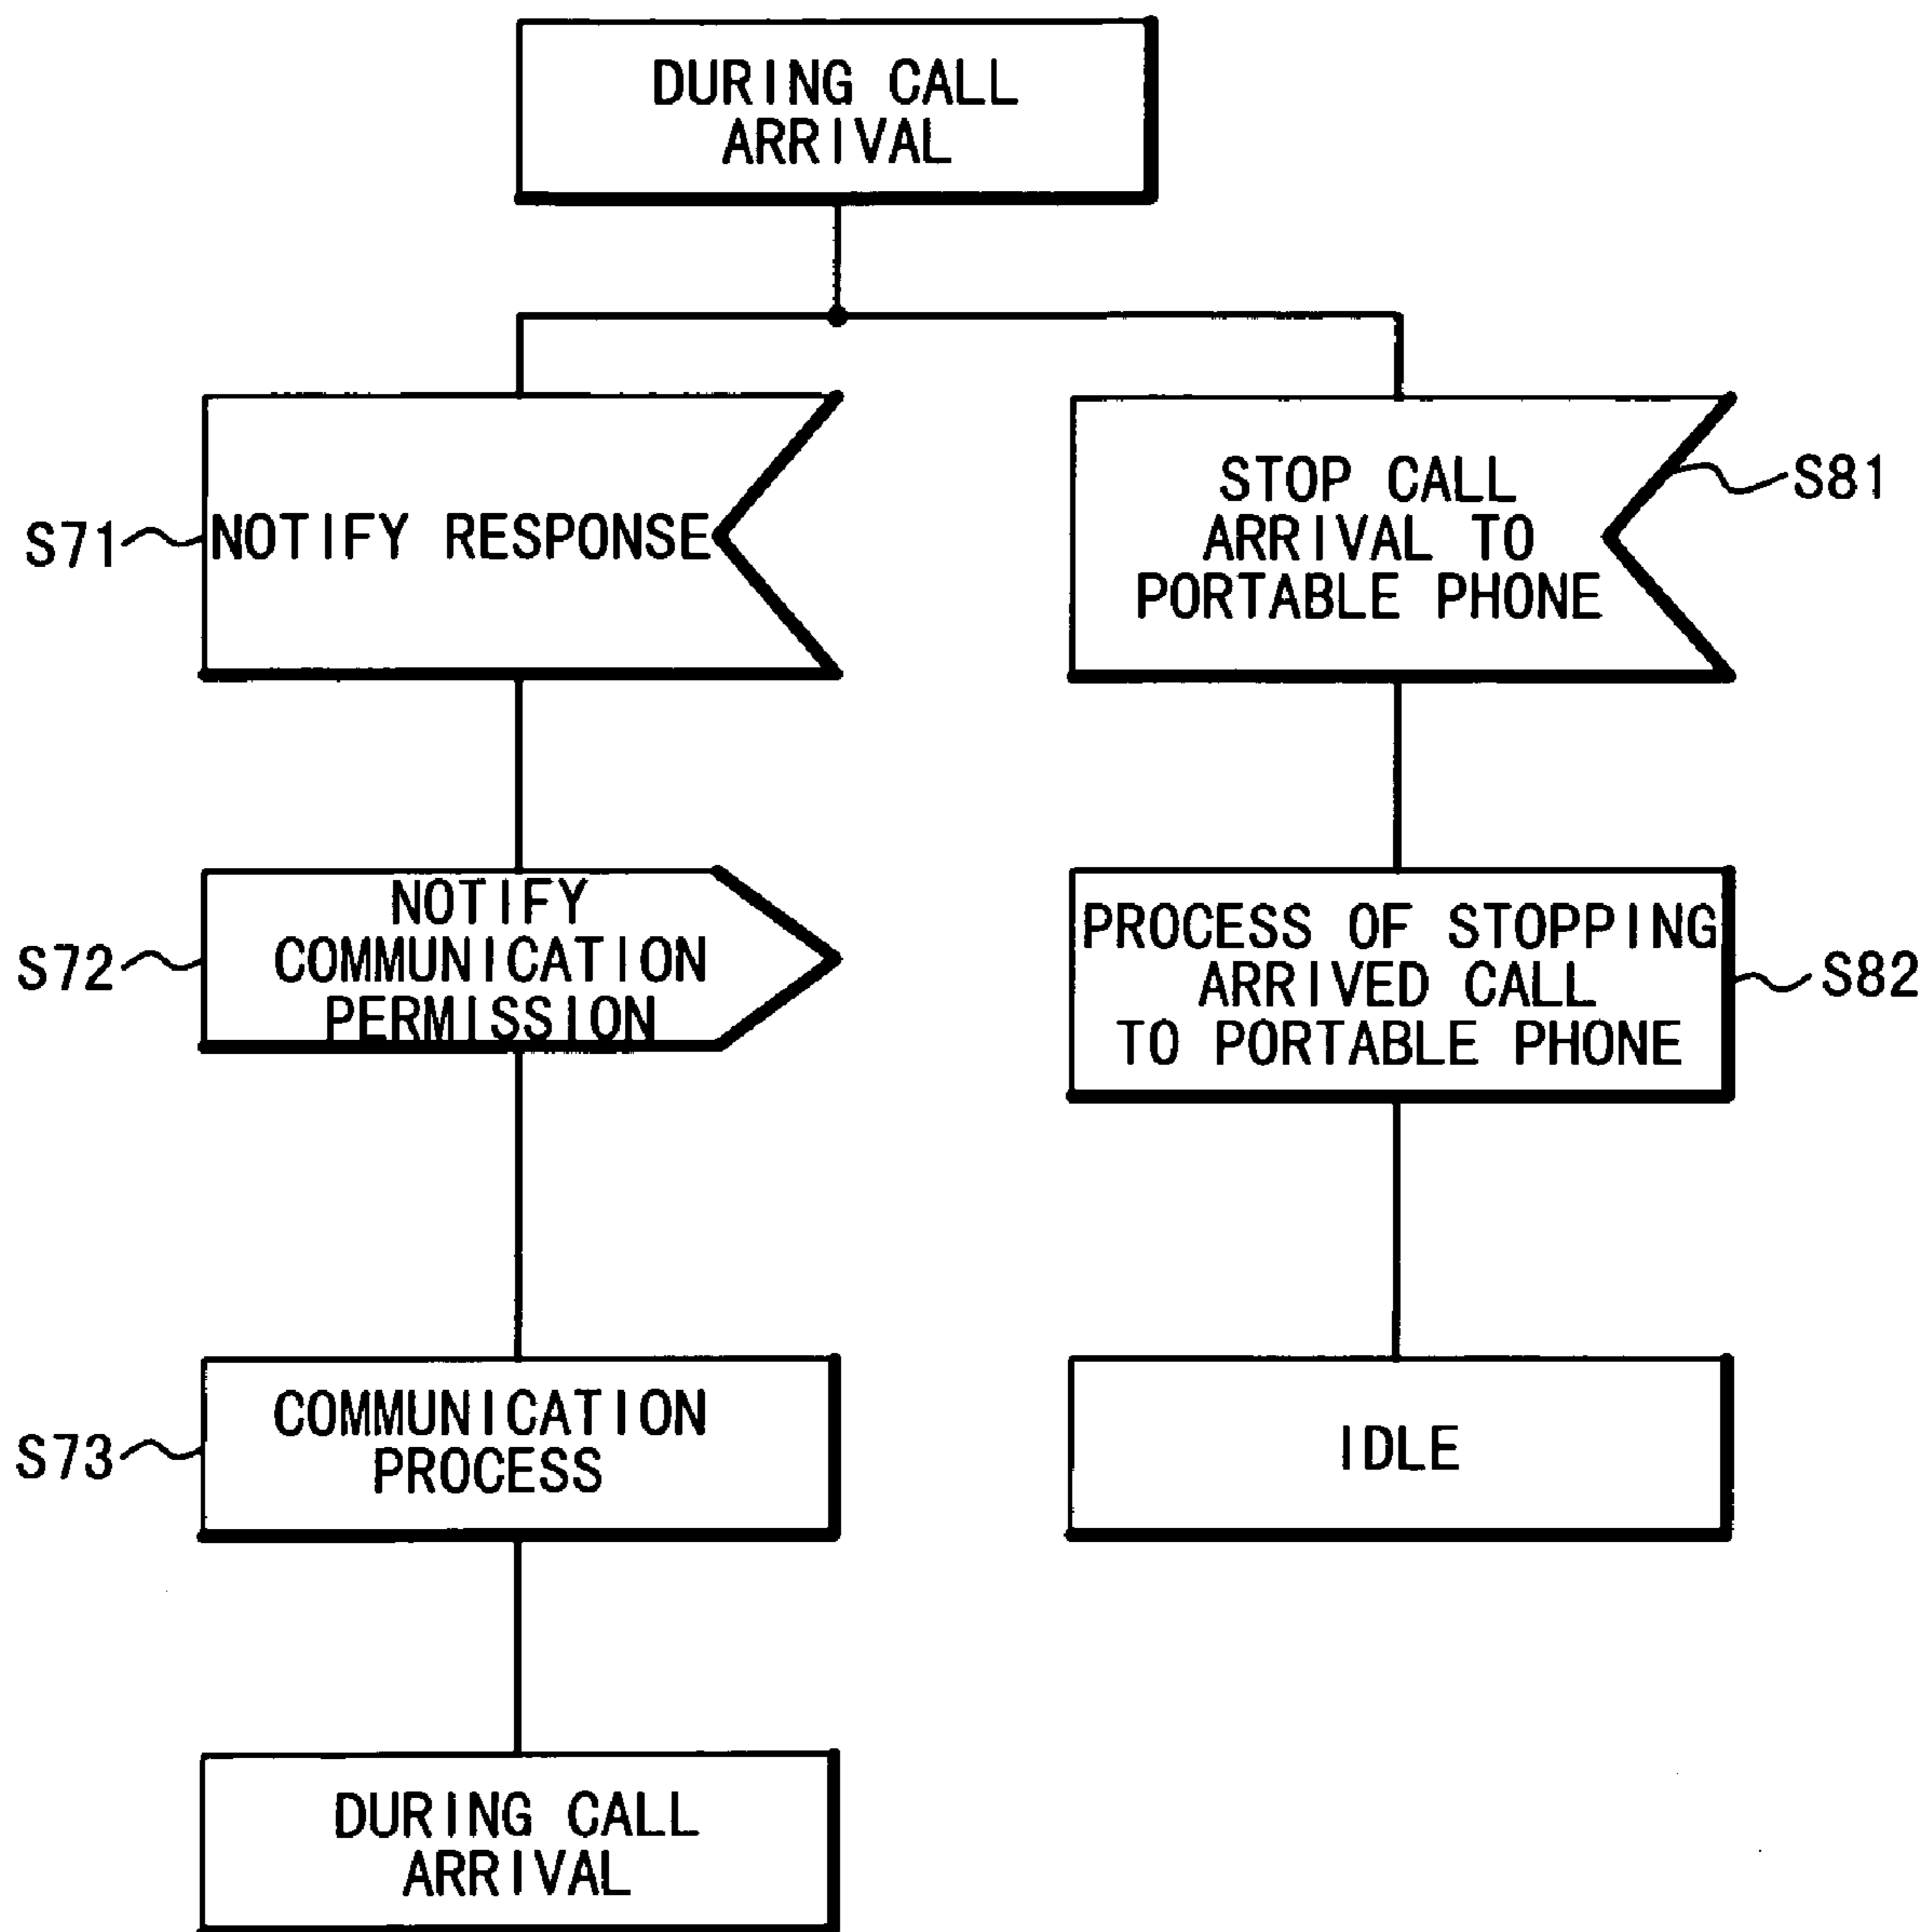 DURING CALL
ARRIVAL
S71
NOTIFY RESPONSE
STOP CALL
ARRIVAL TO
PORTABLE PHONE
S81
S72
NOTIFY
COMMUNICATION
PERMISSION
PROCESS OF STOPPING
ARRIVED CALL
TO PORTABLE PHONE
S82
S73
COMMUNICATION
PROCESS
IDLE
DURING CALL
ARRIVAL